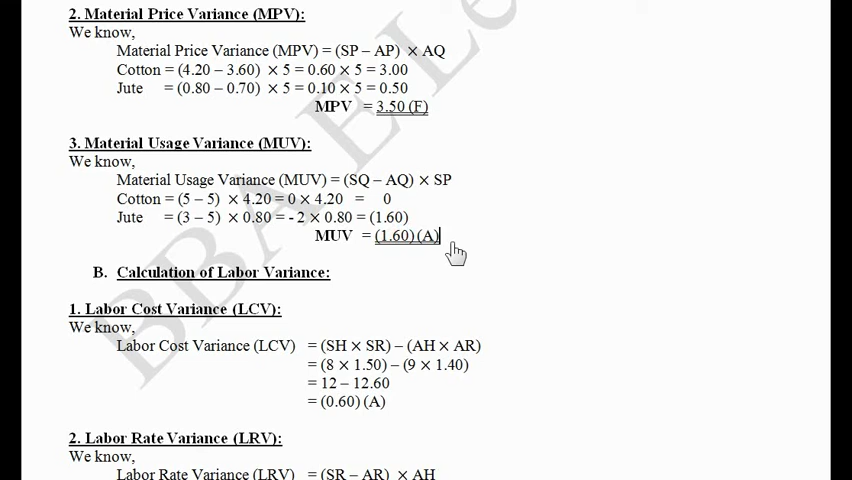 2. Material Price Variance (MPV):
We know,
Material Price Variance (MPV) = (SP – AP) × AQ
Cotton = (4.20 – 3.60) × 5 = 0.60 × 5 = 3.00
Jute = (0.80 – 0.70) × 5 = 0.10 × 5 = 0.50
MPV = 3.50 (F)
3. Material Usage Variance (MUV):
We know,
Material Usage Variance (MUV) = (SQ – AQ) × SP
Cotton = (5 – 5) × 4.20 = 0 × 4.20 = 0
Jute = (3 – 5) × 0.80 = - 2 × 0.80 = (1.60)
MUV = (1.60) (A)
B. Calculation of Labor Variance:
1. Labor Cost Variance (LCV):
We know,
Labor Cost Variance (LCV) = (SH × SR) – (AH × AR)
= (8 × 1.50) – (9 × 1.40)
= 12 – 12.60
= (0.60) (A)
2. Labor Rate Variance (LRV):
We know,
Labor Rate Variance (LRV) = (SR – AR) × AH
BBA Le